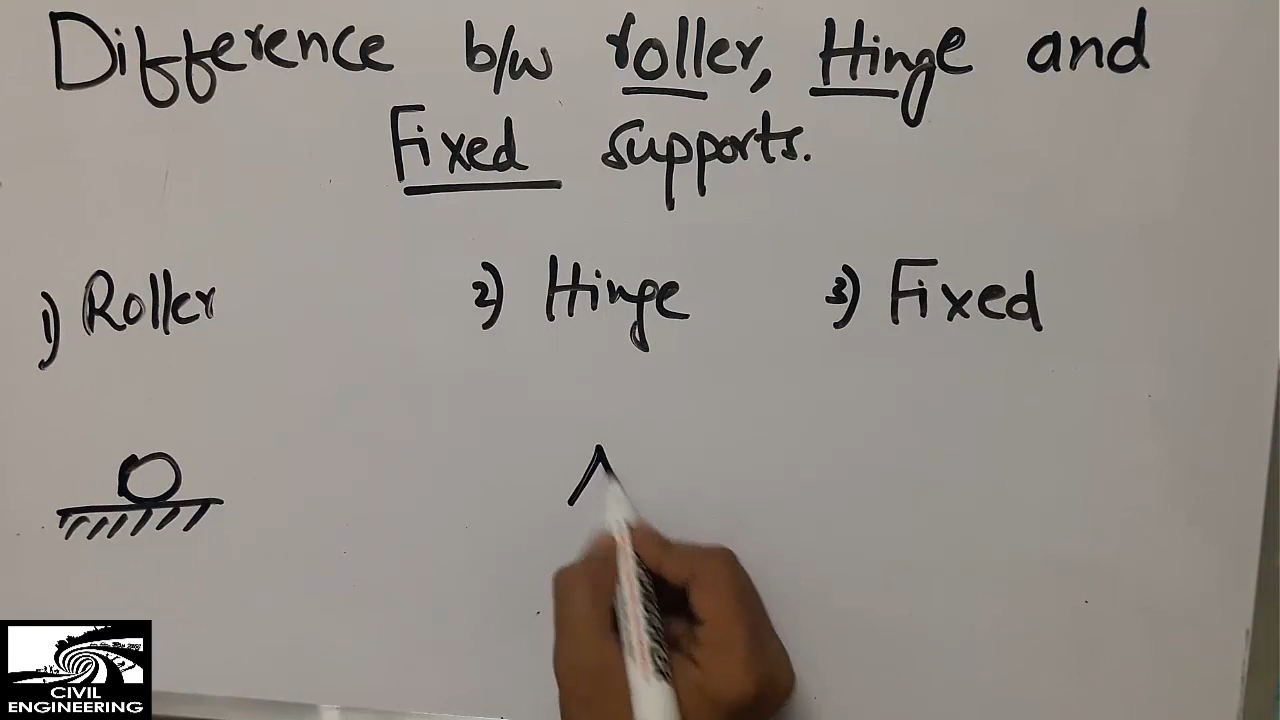 Difference b/w roller, Hinge and
Fixed supports.
1) Roller 2) Hinge 3) Fixed
CIVIL
ENGINEERING